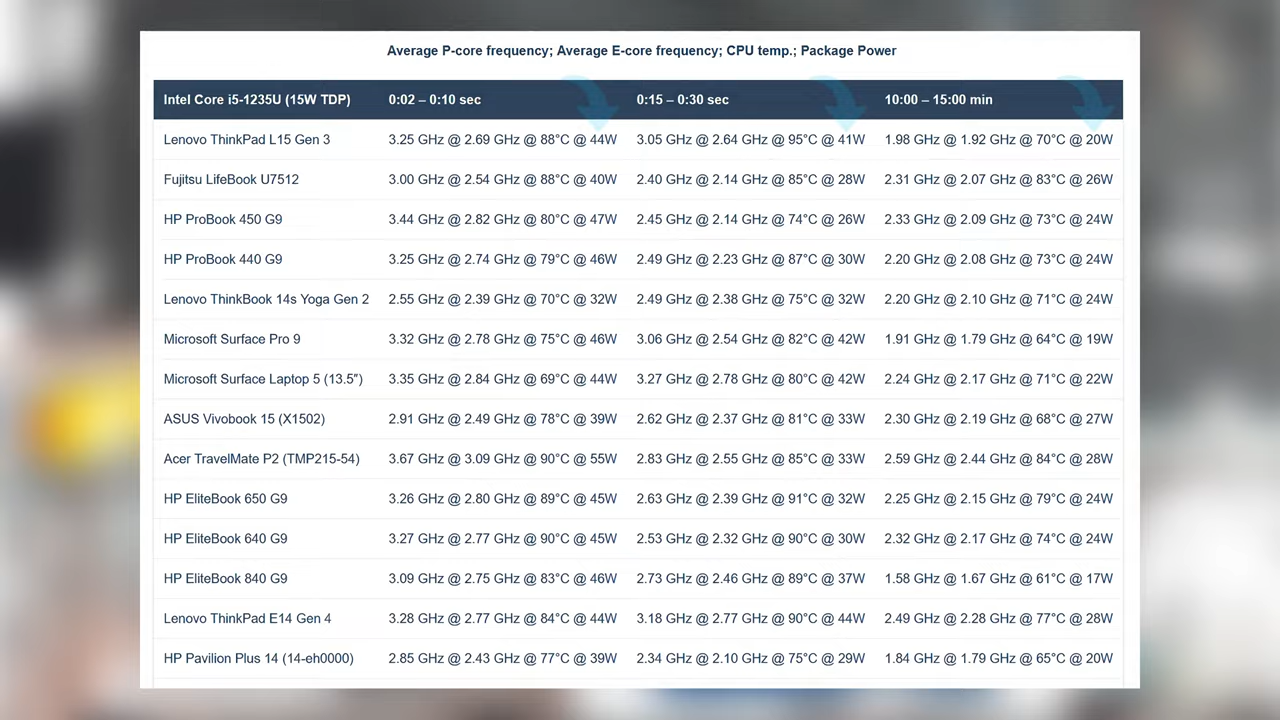 Average P-core frequency; Average E-core frequency; CPU temp.; Package Power
Intel Core i5-1235U (15W TDP) 0:02 – 0:10 sec 0:15 – 0:30 sec 10:00 – 15:00 min
Lenovo ThinkPad L15 Gen 3 3.25 GHz @ 2.69 GHz @ 88°C @ 44W 3.05 GHz @ 2.64 GHz @ 95°C @ 41W 1.98 GHz @ 1.92 GHz @ 70°C @ 20W
Fujitsu LifeBook U7512 3.00 GHz @ 2.54 GHz @ 88°C @ 40W 2.40 GHz @ 2.14 GHz @ 85°C @ 28W 2.31 GHz @ 2.07 GHz @ 83°C @ 26W
HP ProBook 450 G9 3.44 GHz @ 2.82 GHz @ 80°C @ 47W 2.45 GHz @ 2.14 GHz @ 74°C @ 26W 2.33 GHz @ 2.09 GHz @ 73°C @ 24W
HP ProBook 440 G9 3.25 GHz @ 2.74 GHz @ 79°C @ 46W 2.49 GHz @ 2.23 GHz @ 87°C @ 30W 2.20 GHz @ 2.08 GHz @ 73°C @ 24W
Lenovo ThinkBook 14s Yoga Gen 2 2.55 GHz @ 2.39 GHz @ 70°C @ 32W 2.49 GHz @ 2.38 GHz @ 75°C @ 32W 2.20 GHz @ 2.10 GHz @ 71°C @ 24W
Microsoft Surface Pro 9 3.32 GHz @ 2.78 GHz @ 75°C @ 46W 3.06 GHz @ 2.54 GHz @ 82°C @ 42W 1.91 GHz @ 1.79 GHz @ 64°C @ 19W
Microsoft Surface Laptop 5 (13.5″) 3.35 GHz @ 2.84 GHz @ 69°C @ 44W 3.27 GHz @ 2.78 GHz @ 80°C @ 42W 2.24 GHz @ 2.17 GHz @ 71°C @ 22W
ASUS Vivobook 15 (X1502) 2.91 GHz @ 2.49 GHz @ 78°C @ 39W 2.62 GHz @ 2.37 GHz @ 81°C @ 33W 2.30 GHz @ 2.19 GHz @ 68°C @ 27W
Acer TravelMate P2 (TMP215-54) 3.67 GHz @ 3.09 GHz @ 90°C @ 55W 2.83 GHz @ 2.55 GHz @ 85°C @ 33W 2.59 GHz @ 2.44 GHz @ 84°C @ 28W
HP EliteBook 650 G9 3.26 GHz @ 2.80 GHz @ 89°C @ 45W 2.63 GHz @ 2.39 GHz @ 91°C @ 32W 2.25 GHz @ 2.15 GHz @ 79°C @ 24W
HP EliteBook 640 G9 3.27 GHz @ 2.77 GHz @ 90°C @ 45W 2.53 GHz @ 2.32 GHz @ 90°C @ 30W 2.32 GHz @ 2.17 GHz @ 74°C @ 24W
HP EliteBook 840 G9 3.09 GHz @ 2.75 GHz @ 83°C @ 46W 2.73 GHz @ 2.46 GHz @ 89°C @ 37W 1.58 GHz @ 1.67 GHz @ 61°C @ 17W
Lenovo ThinkPad E14 Gen 4 3.28 GHz @ 2.77 GHz @ 84°C @ 44W 3.18 GHz @ 2.77 GHz @ 90°C @ 44W 2.49 GHz @ 2.28 GHz @ 77°C @ 28W
HP Pavilion Plus 14 (14-eh0000) 2.85 GHz @ 2.43 GHz @ 77°C @ 39W 2.34 GHz @ 2.10 GHz @ 75°C @ 29W 1.84 GHz @ 1.79 GHz @ 65°C @ 20W